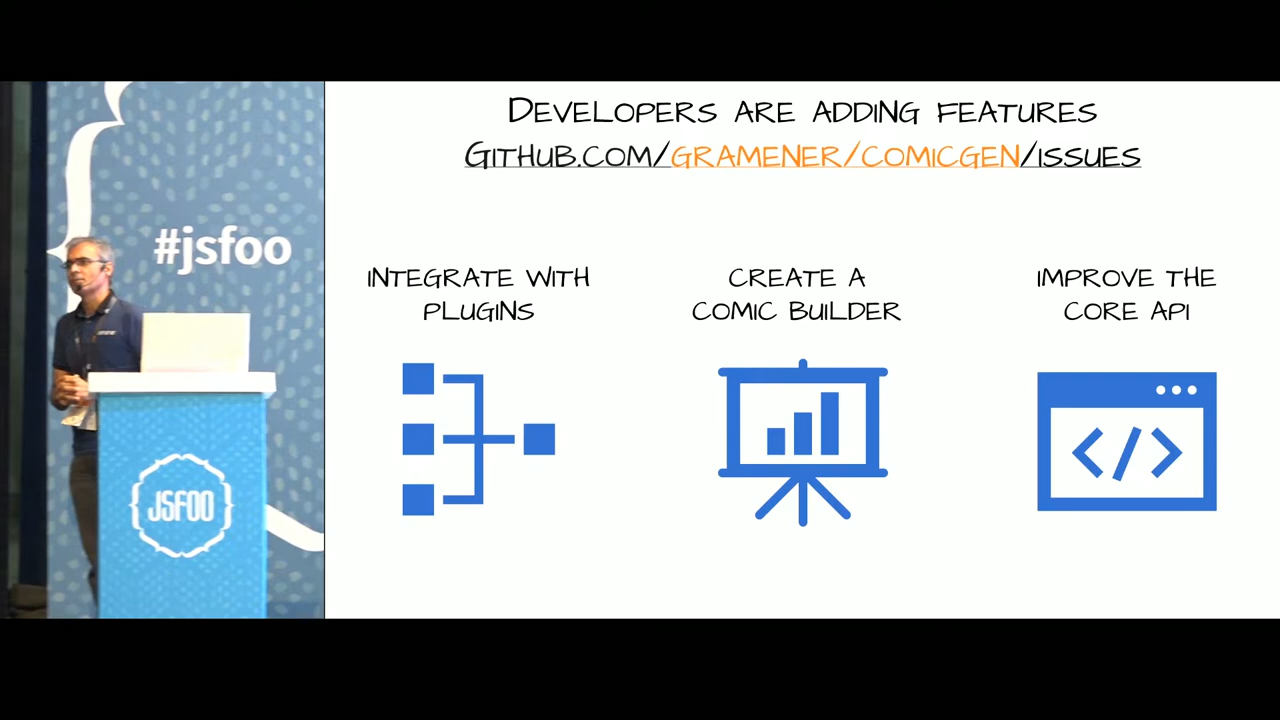 DEVELOPERS ARE ADDING FEATURES
GITHUB.COM/GRAMENER/COMICGEN/ISSUES
#jsfoo
INTEGRATE WITH
PLUGINS
CREATE A
COMIC BUILDER
IMPROVE THE
CORE API
JSFOO